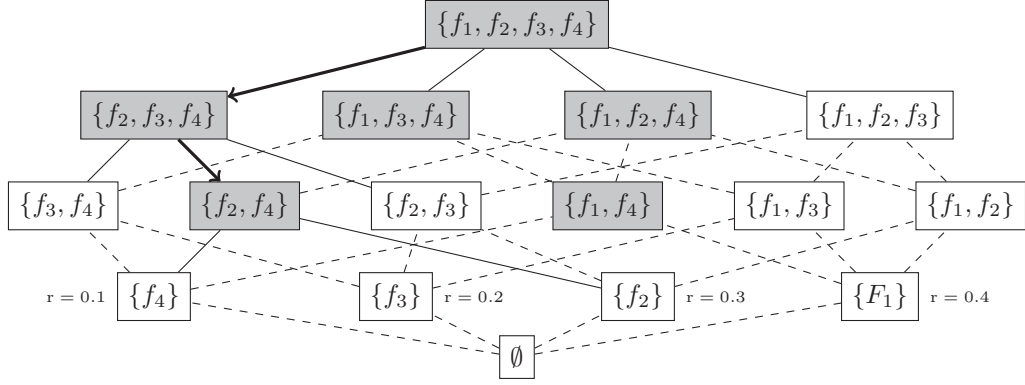 {f₁, f₂, f₃, f₄}
{f₂, f₃, f₄} {f₁, f₃, f₄} {f₁, f₂, f₄} {f₁, f₂, f₃}
{f₃, f₄} {f₂, f₄} {f₂, f₃} {f₁, f₄} {f₁, f₃} {f₁, f₂}
r = 0.1 {f₄} {f₃} r = 0.2 {f₂} r = 0.3 {F₁} r = 0.4
∅